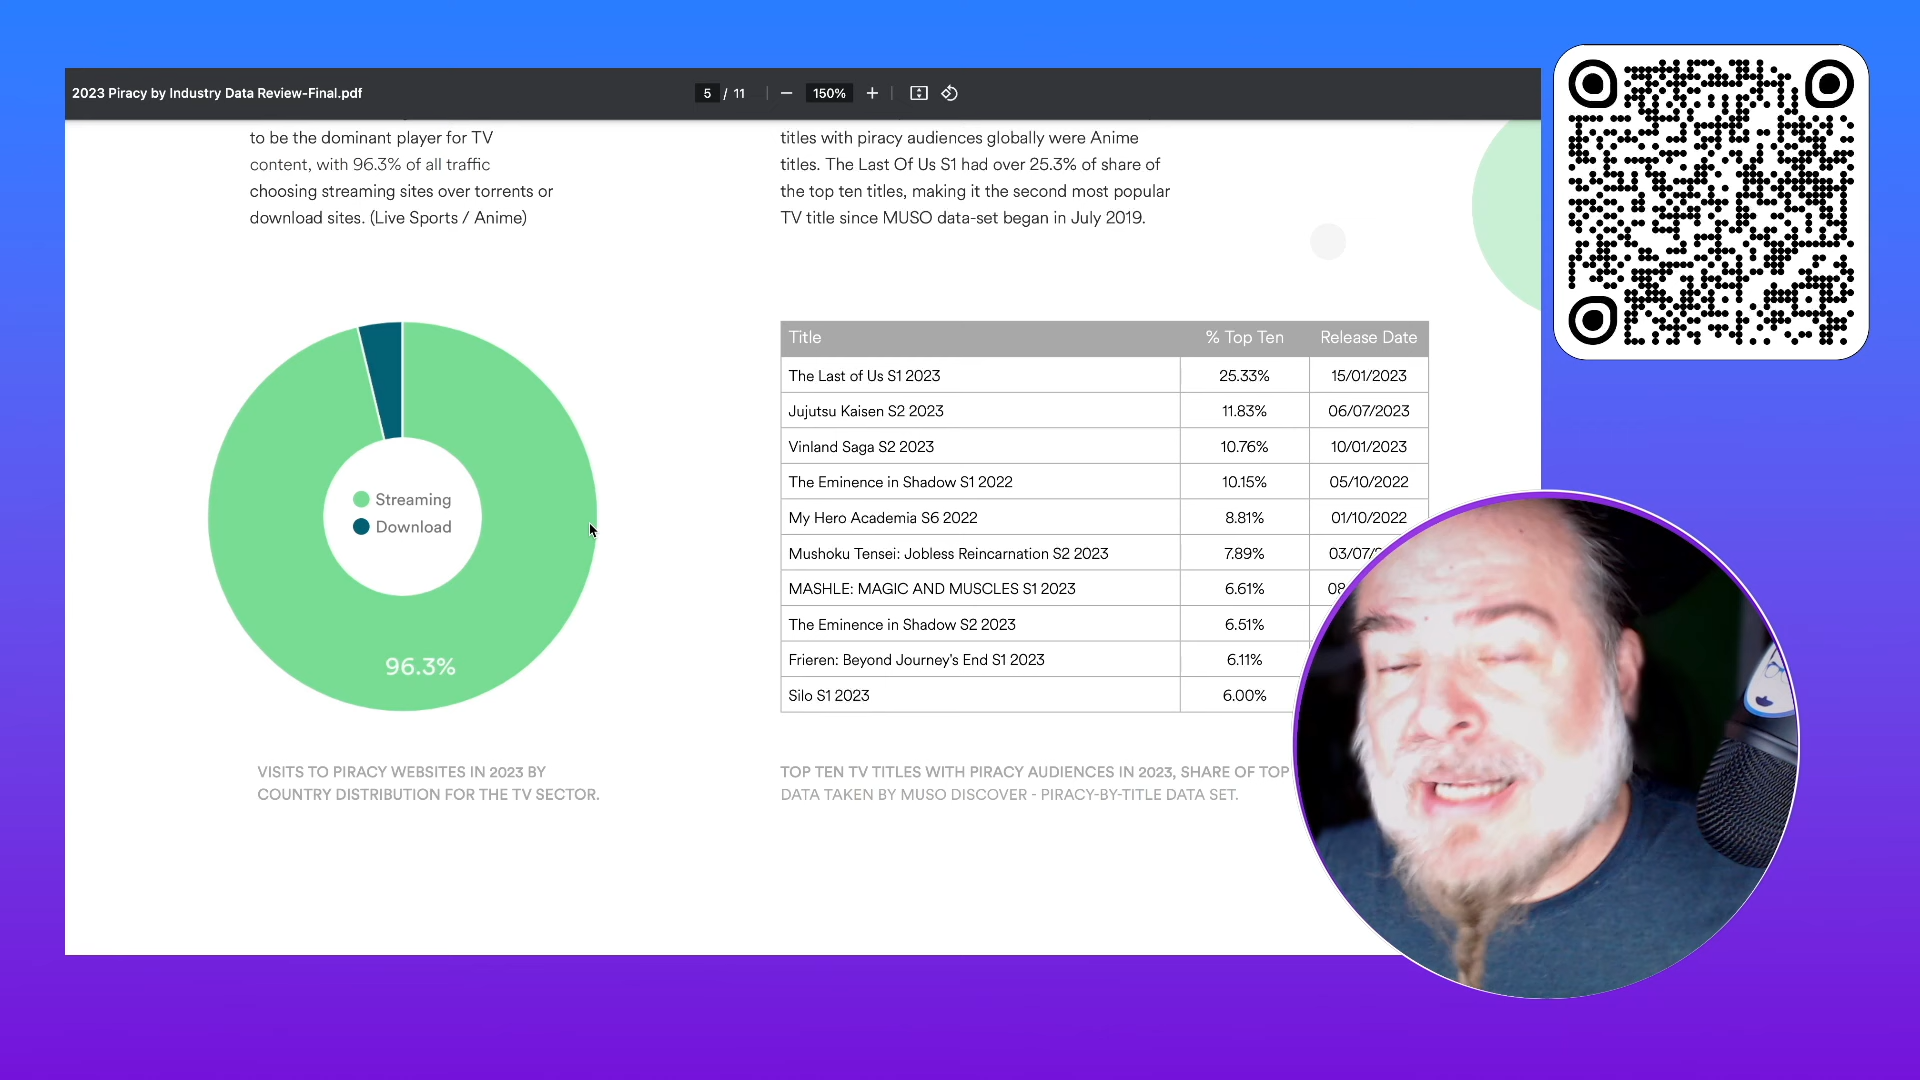 2023 Piracy by Industry Data Review-Final.pdf
5 / 11
150%
to be the dominant player for TV
content, with 96.3% of all traffic
choosing streaming sites over torrents or
download sites. (Live Sports / Anime)
titles with piracy audiences globally were Anime
titles. The Last Of Us S1 had over 25.3% of share of
the top ten titles, making it the second most popular
TV title since MUSO data-set began in July 2019.
Streaming
Download
96.3%
VISITS TO PIRACY WEBSITES IN 2023 BY
COUNTRY DISTRIBUTION FOR THE TV SECTOR.
Title % Top Ten Release Date
The Last of Us S1 2023 25.33% 15/01/2023
Jujutsu Kaisen S2 2023 11.83% 06/07/2023
Vinland Saga S2 2023 10.76% 10/01/2023
The Eminence in Shadow S1 2022 10.15% 05/10/2022
My Hero Academia S6 2022 8.81% 01/10/2022
Mushoku Tensei: Jobless Reincarnation S2 2023 7.89% 03/07/
MASHLE: MAGIC AND MUSCLES S1 2023 6.61% 08
The Eminence in Shadow S2 2023 6.51%
Frieren: Beyond Journey's End S1 2023 6.11%
Silo S1 2023 6.00%
TOP TEN TV TITLES WITH PIRACY AUDIENCES IN 2023, SHARE OF TOP
DATA TAKEN BY MUSO DISCOVER - PIRACY-BY-TITLE DATA SET.